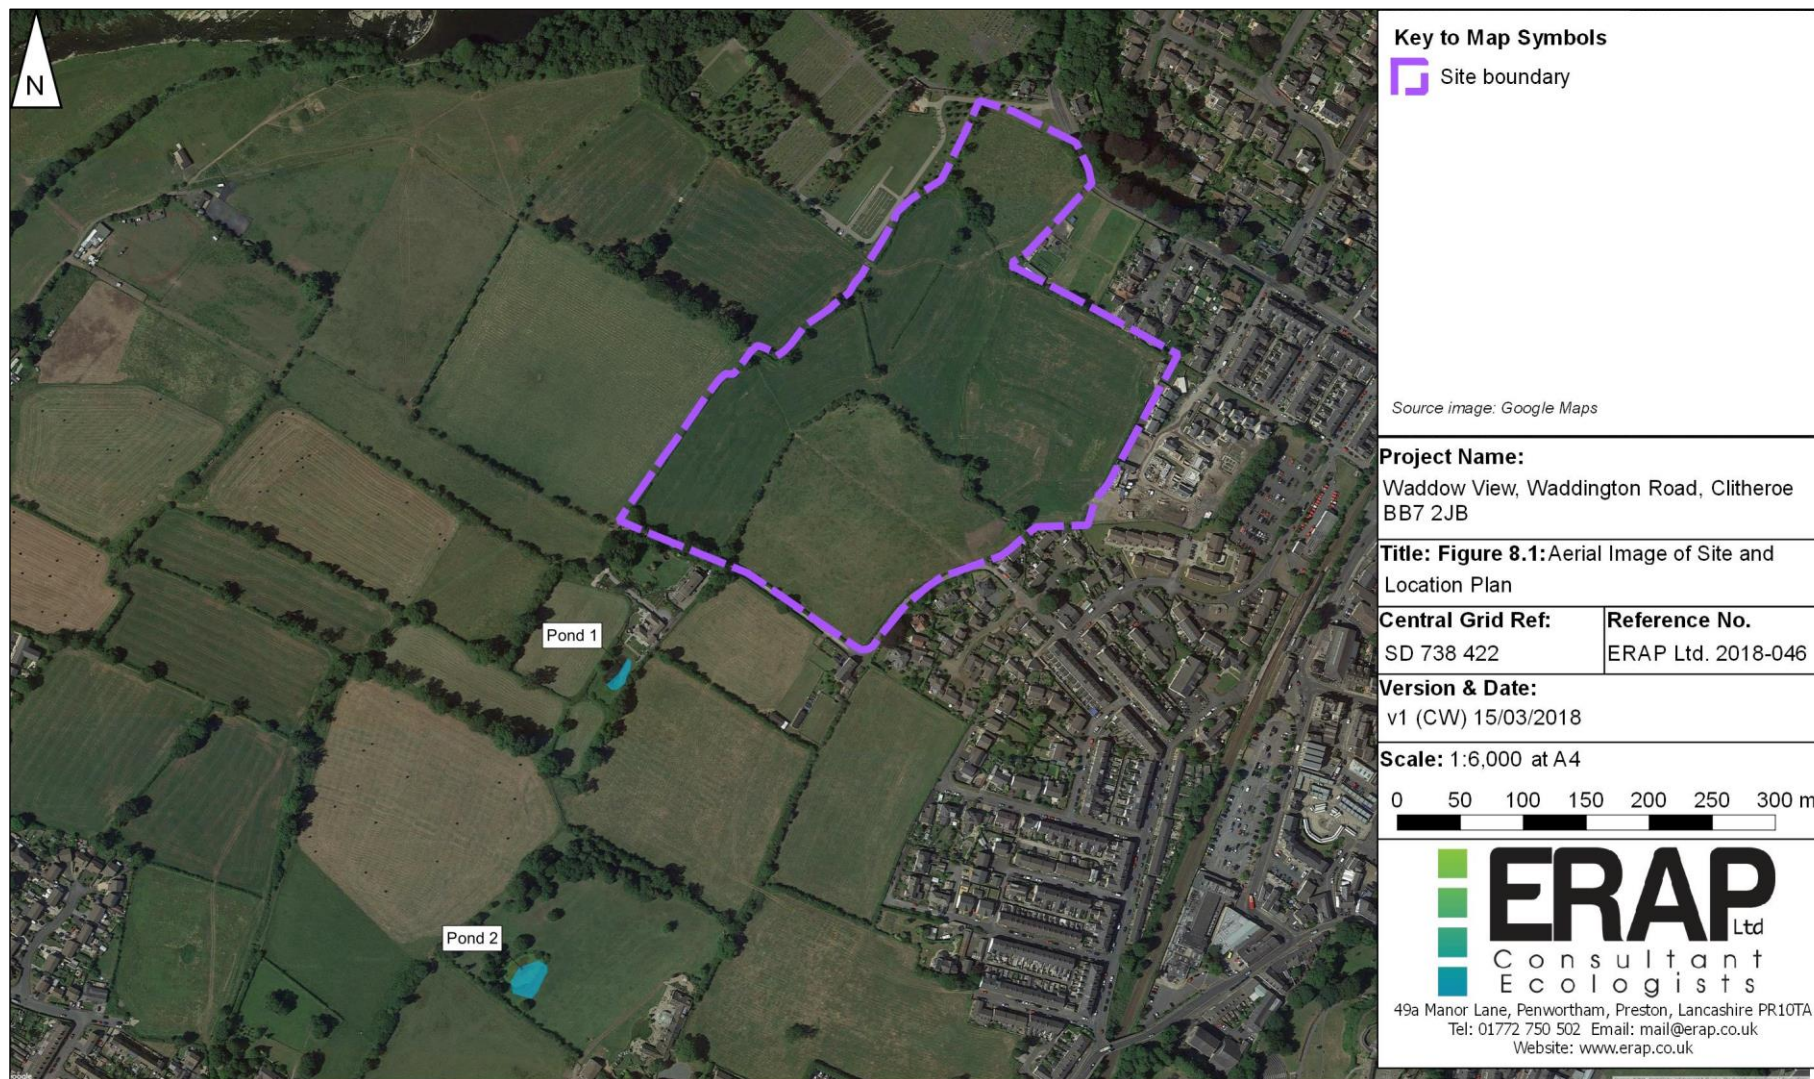 N
Pond 1
Pond 2
Key to Map Symbols
Site boundary
Source image: Google Maps
Project Name:
Waddow View, Waddington Road, Clitheroe
BB7 2JB
Title: Figure 8.1: Aerial Image of Site and
Location Plan
Central Grid Ref:
SD 738 422
Reference No.
ERAP Ltd. 2018-046
Version & Date:
v1 (CW) 15/03/2018
Scale: 1:6,000 at A4
0 50 100 150 200 250 300 m
ERAP Ltd
Consultant
Ecologists
49a Manor Lane, Penwortham, Preston, Lancashire PR10TA
Tel: 01772 750 502 Email: mail@erap.co.uk
Website: www.erap.co.uk